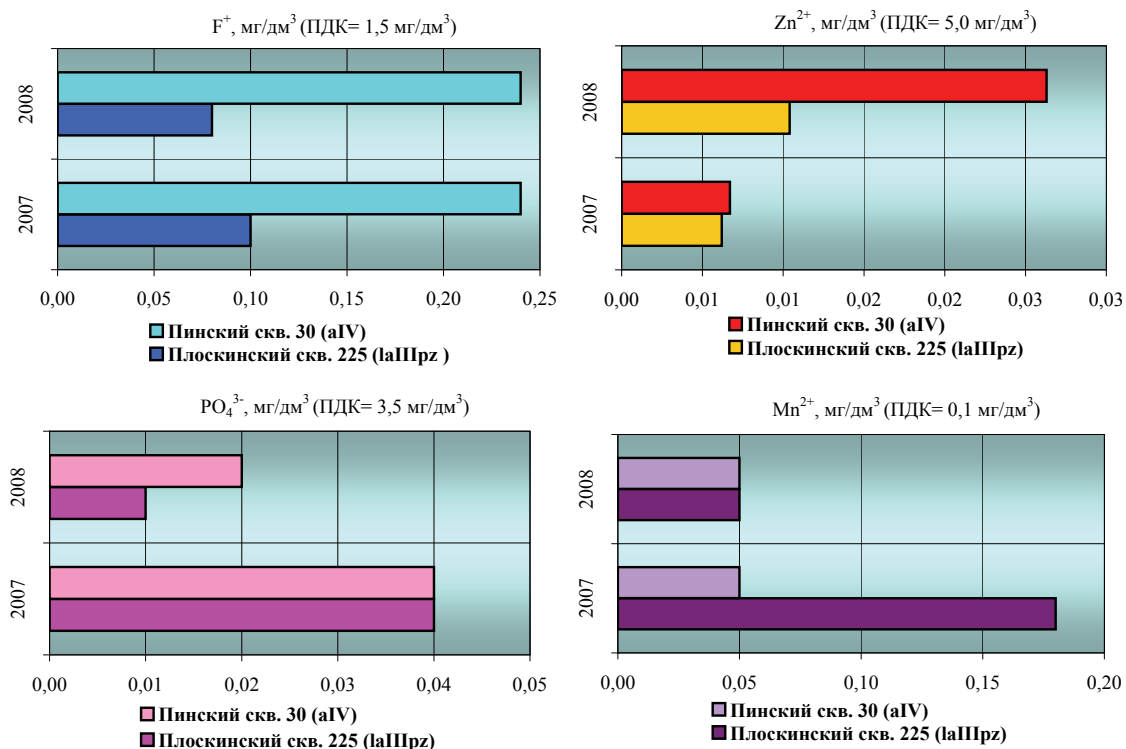 F⁺, мг/дм³ (ПДК= 1,5 мг/дм³)
2008
2007
0,00 0,05 0,10 0,15 0,20 0,25
Пинский скв. 30 (aIV)
Плоскинский скв. 225 (laIIIpz )
Zn²⁺, мг/дм³ (ПДК= 5,0 мг/дм³)
2008
2007
0,00 0,01 0,01 0,02 0,02 0,03 0,03
Пинский скв. 30 (aIV)
Плоскинский скв. 225 (laIIIpz)
PO₄³⁻, мг/дм³ (ПДК= 3,5 мг/дм³)
2008
2007
0,00 0,01 0,02 0,03 0,04 0,05
Пинский скв. 30 (aIV)
Плоскинский скв. 225 (laIIIpz)
Mn²⁺, мг/дм³ (ПДК= 0,1 мг/дм³)
2008
2007
0,00 0,05 0,10 0,15 0,20
Пинский скв. 30 (aIV)
Плоскинский скв. 225 (laIIIpz)